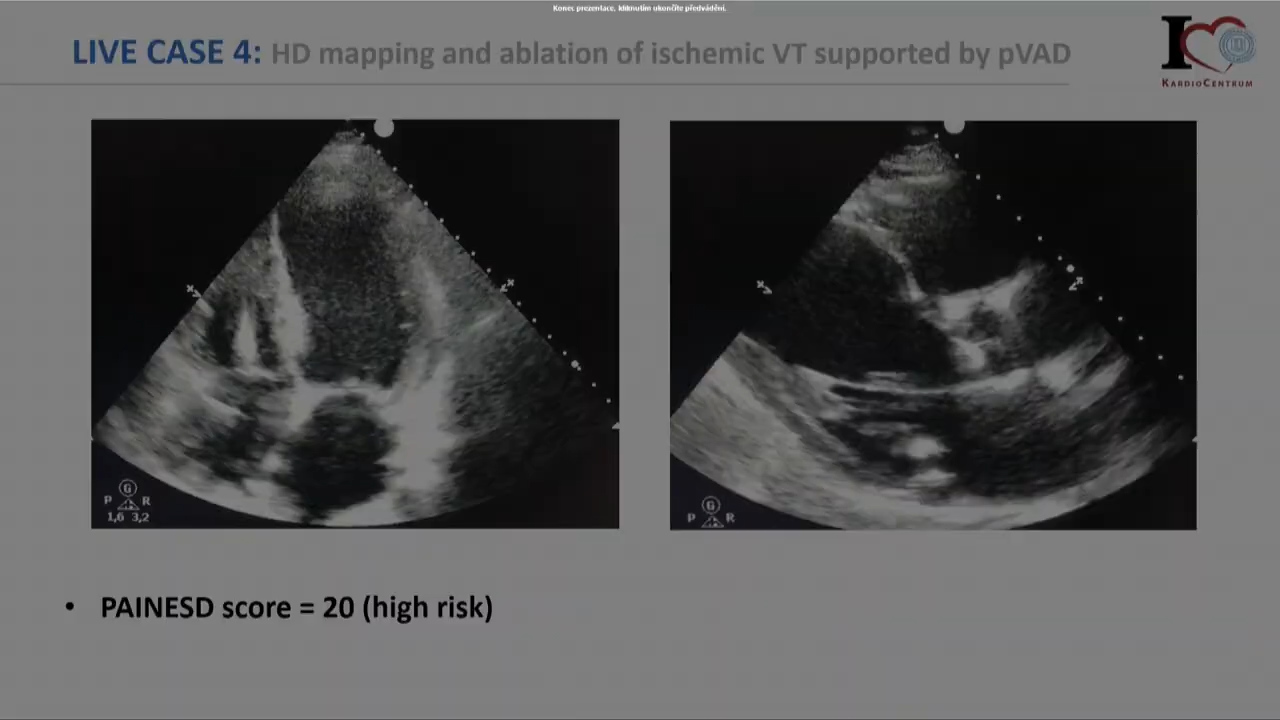 Konec prezentace, kliknutím ukončíte předvádění.
LIVE CASE 4: HD mapping and ablation of ischemic VT supported by pVAD
I
KARDIOCENTRUM
G
P R
1,6 3,2
G
P R
• PAINESD score = 20 (high risk)